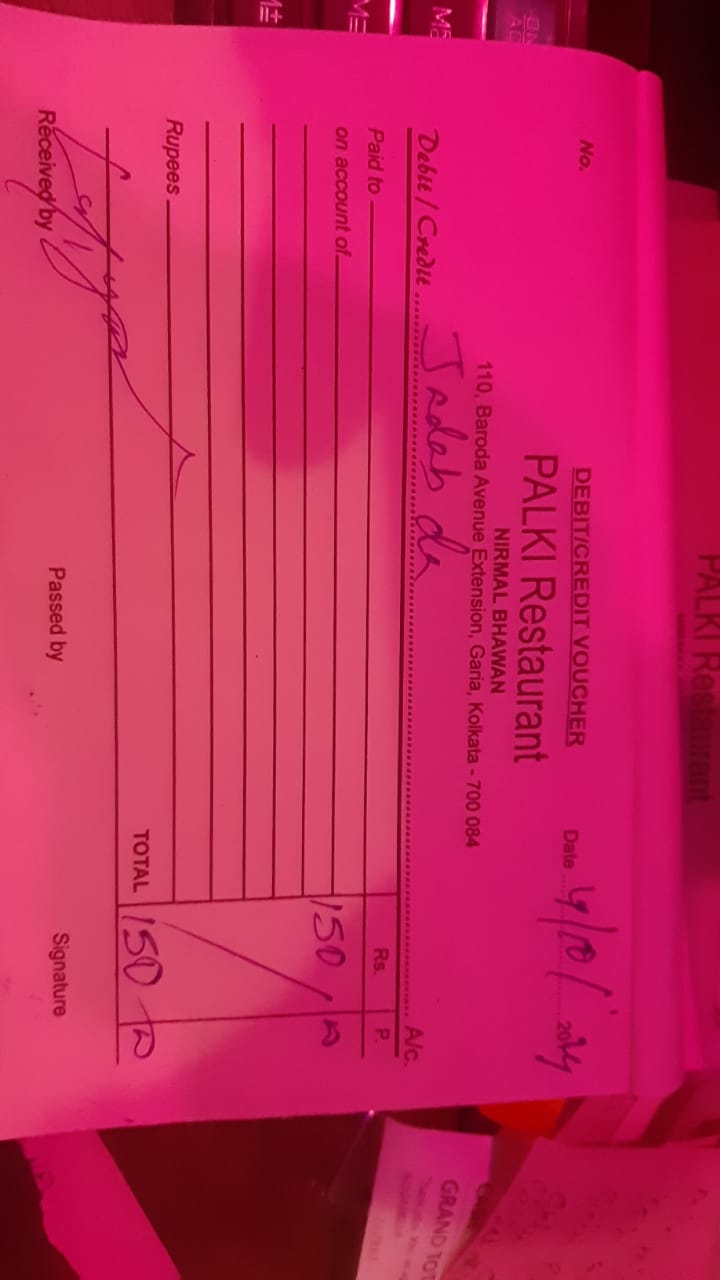 DEBIT/CREDIT VOUCHER
No.
Date 4/10/2024
PALKI Restaurant
NIRMAL BHAWAN
110, Baroda Avenue Extension, Garia, Kolkata - 700 084
Debit / Credit Jadab da A/c.
Paid to Rs. P.
on account of 150
Rupees
TOTAL 150
Received by Passed by Signature
PALKI Restaurant
GRAND TOT